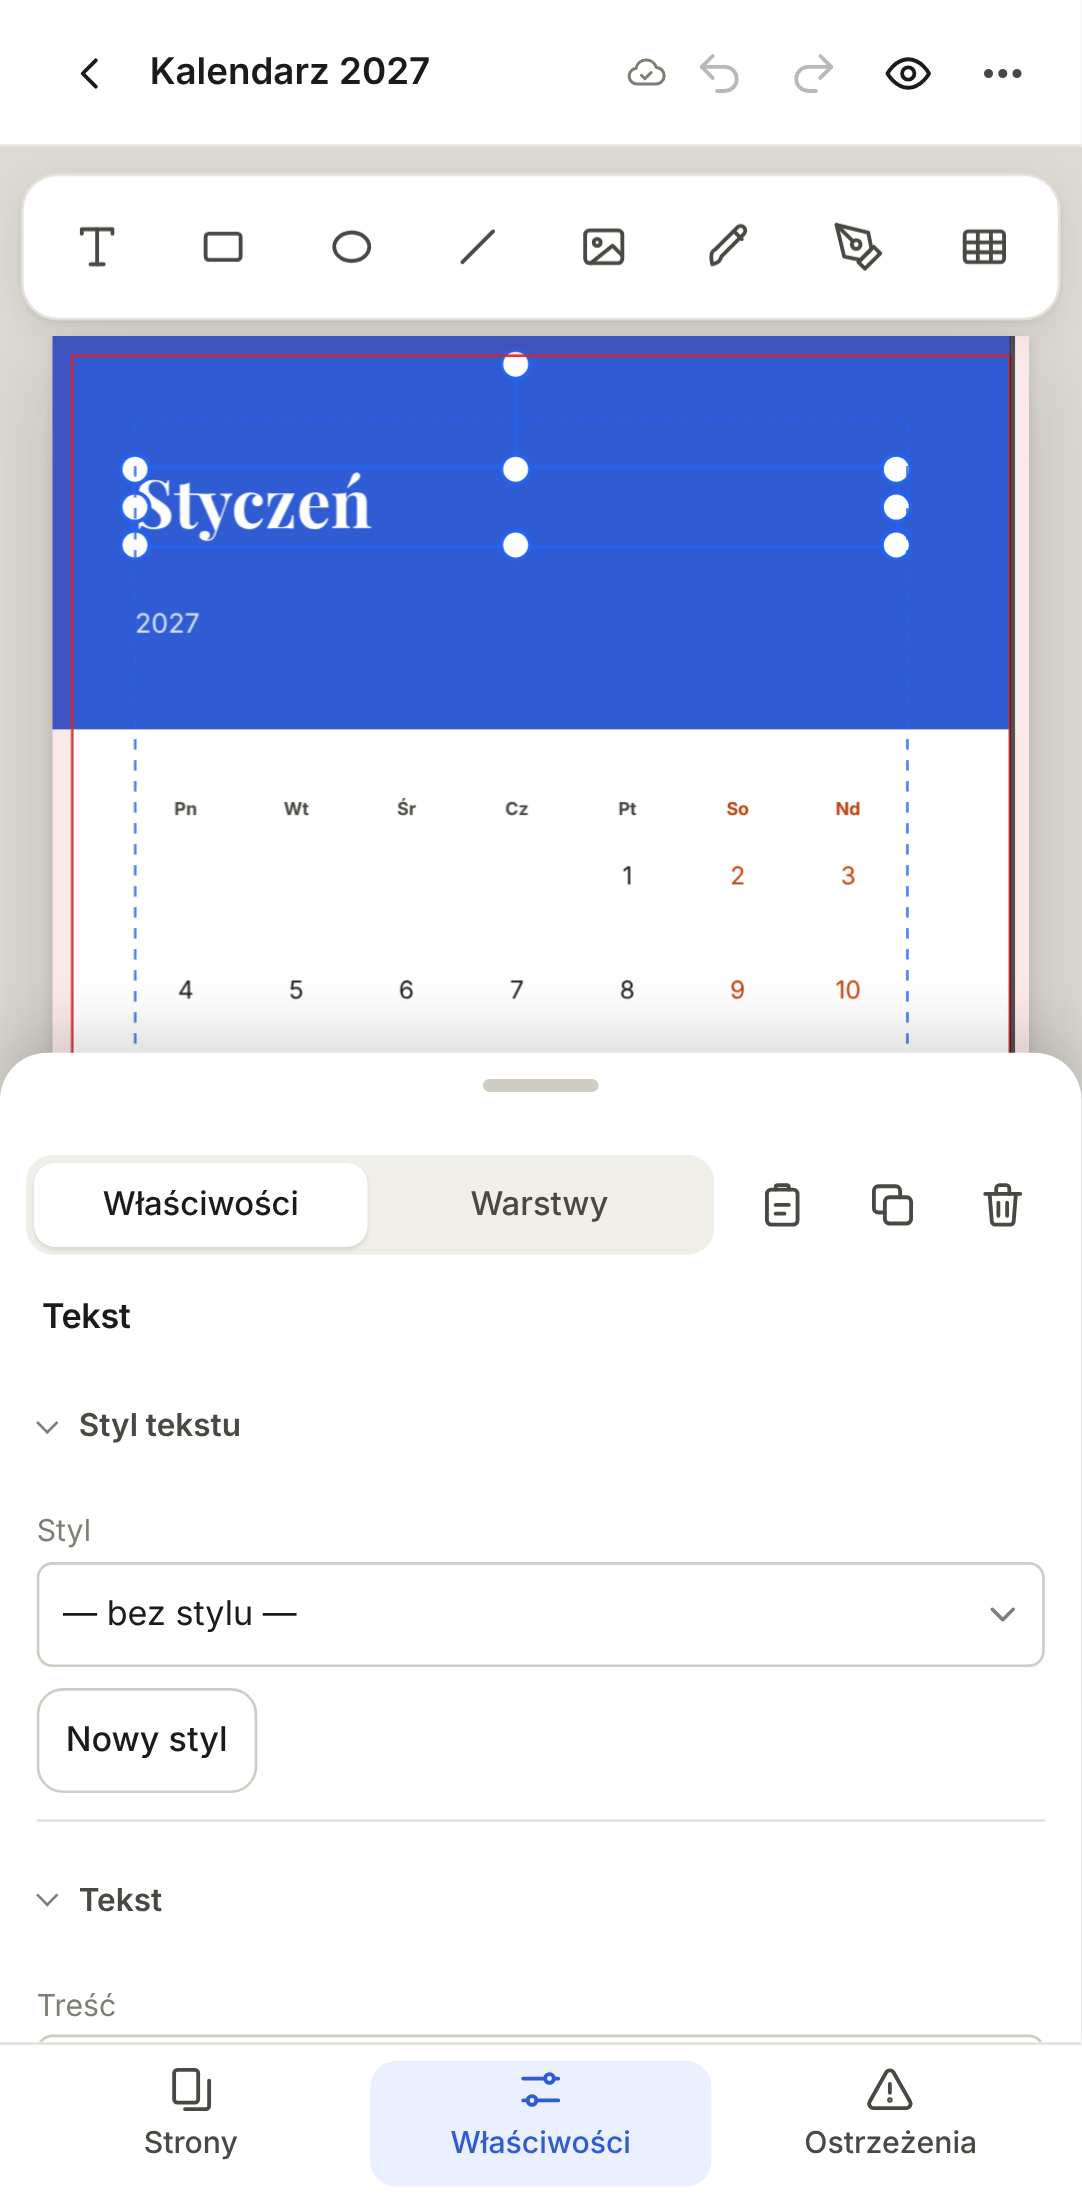 Kalendarz 2027
Styczeń
2027
Pn Wt Śr Cz Pt So Nd
1 2 3
4 5 6 7 8 9 10
Właściwości Warstwy
Tekst
Styl tekstu
Styl
— bez stylu —
Nowy styl
Tekst
Treść
Strony Właściwości Ostrzeżenia